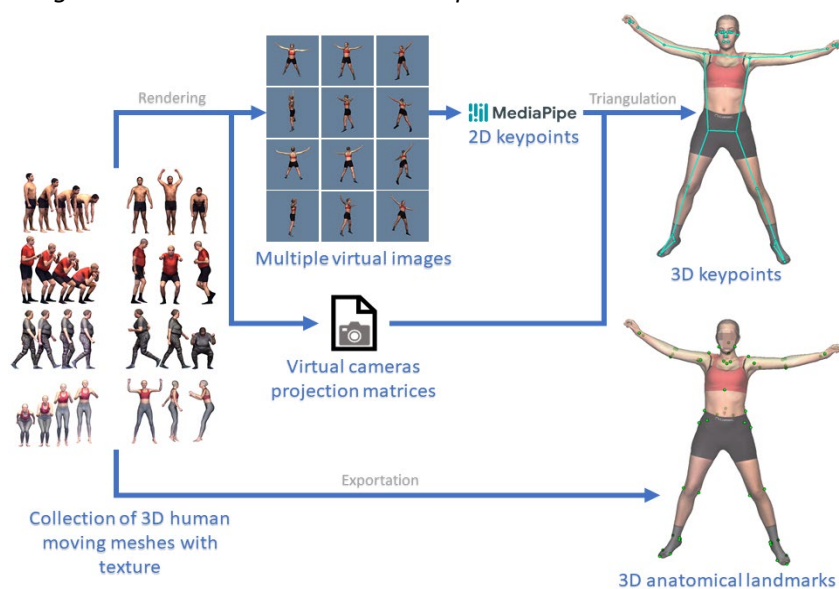 Rendering
MediaPipe
Triangulation
2D keypoints
Multiple virtual images
3D keypoints
Virtual cameras
projection matrices
Exportation
Collection of 3D human
moving meshes with
texture
3D anatomical landmarks